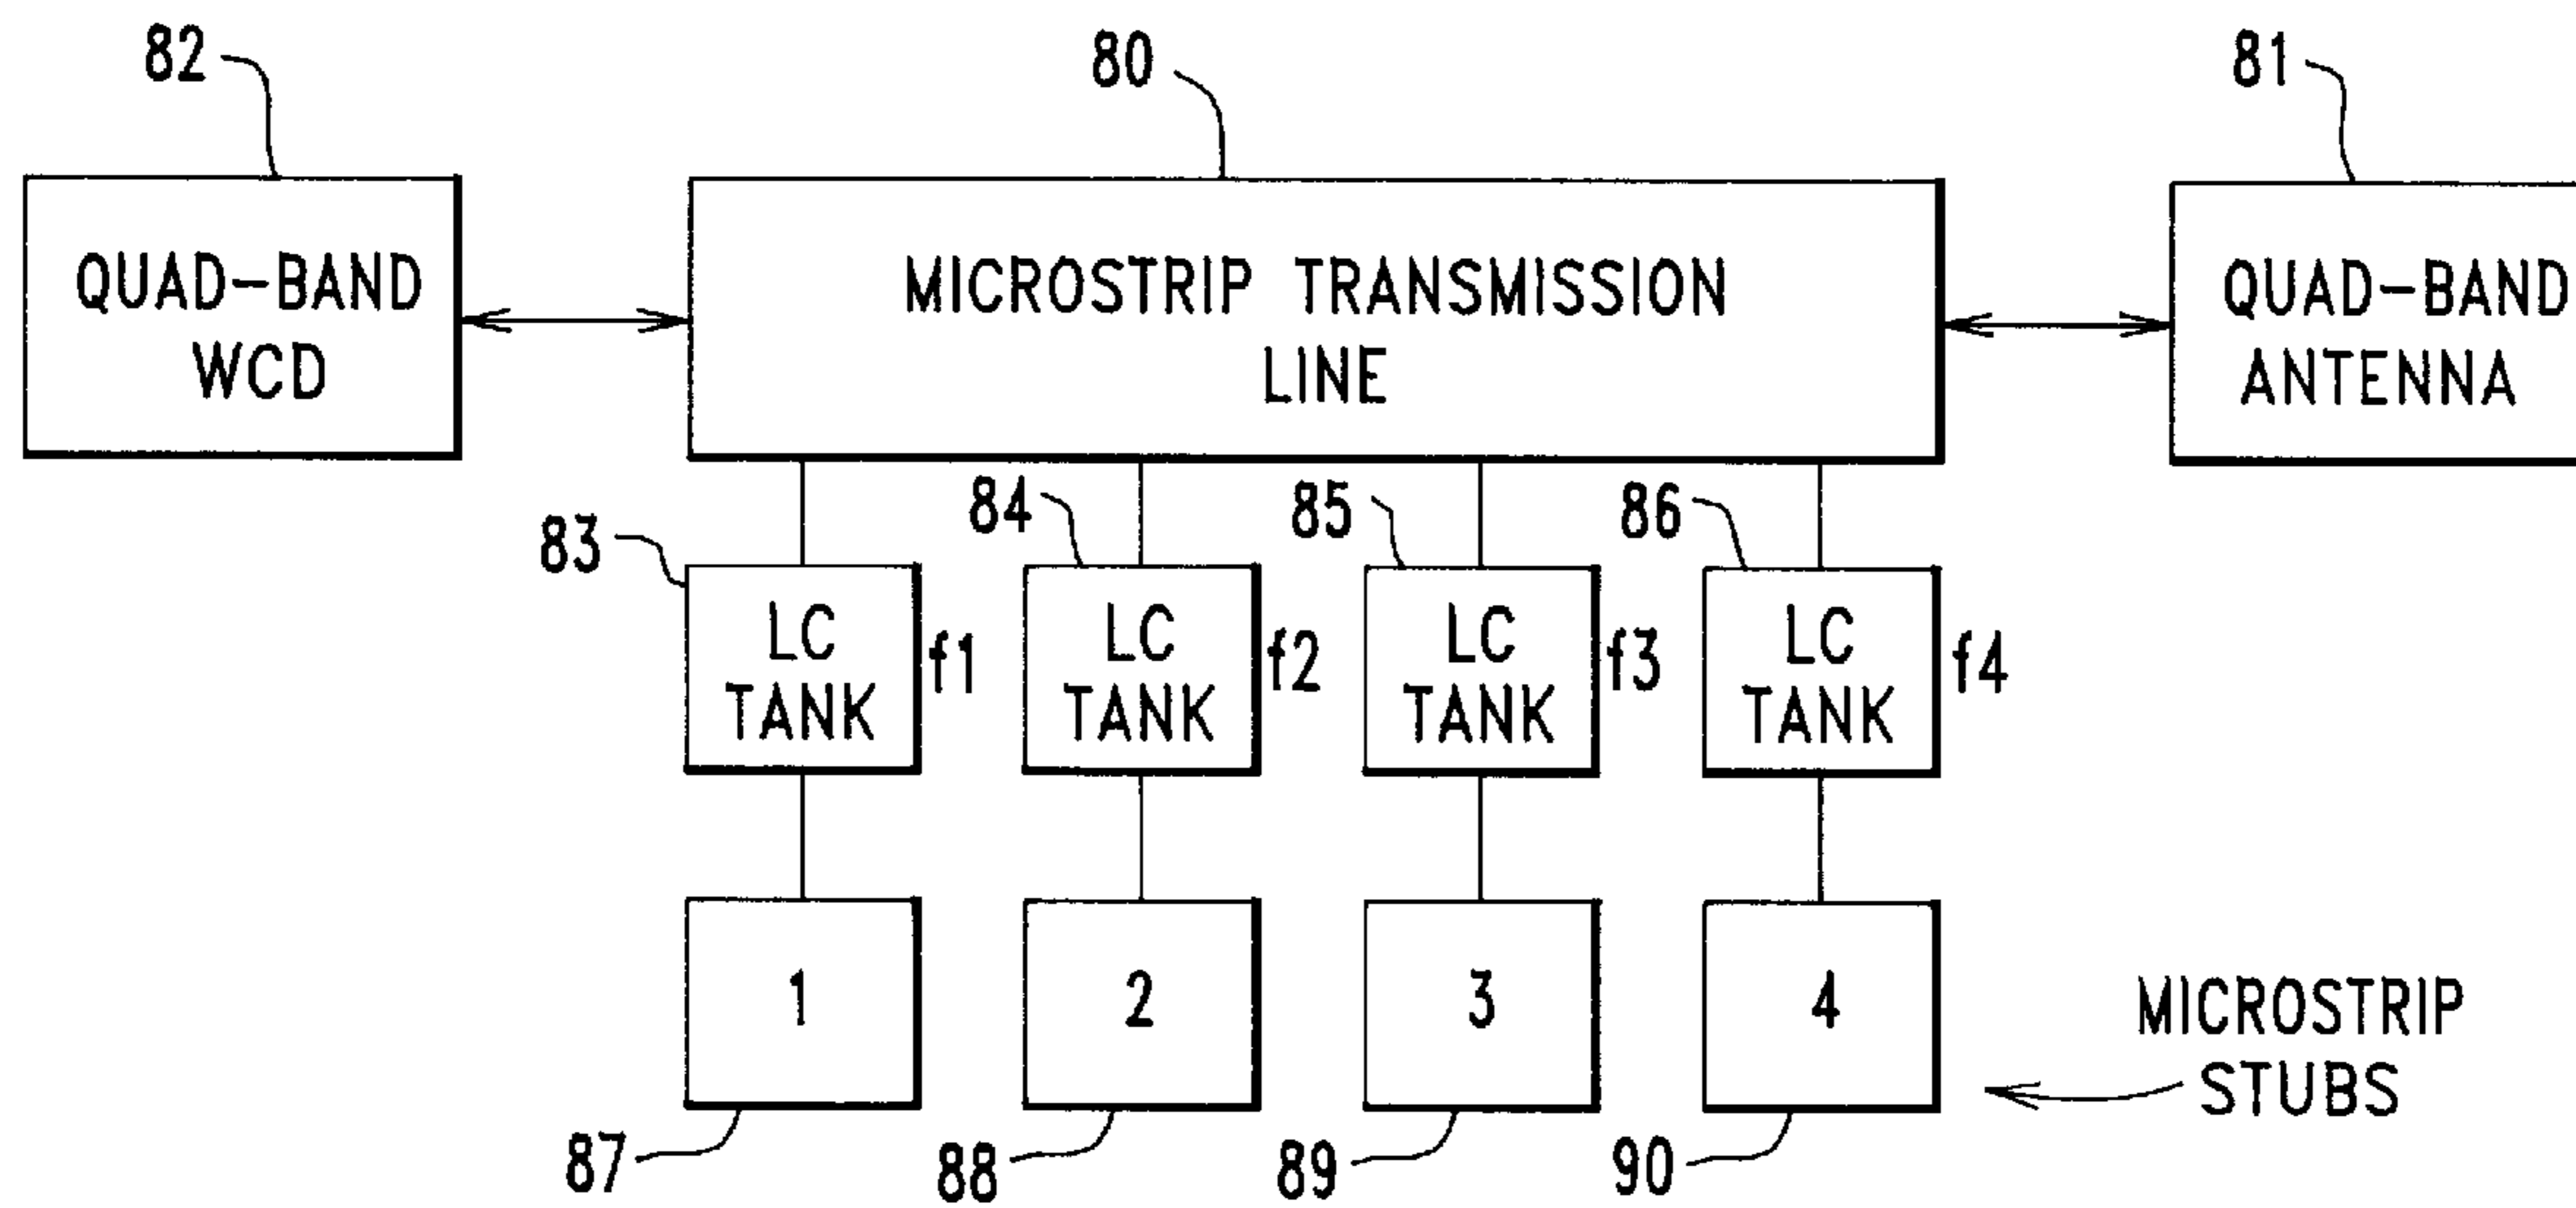 82
80
81
QUAD-BAND
WCD
MICROSTRIP TRANSMISSION
LINE
QUAD-BAND
ANTENNA
83
84
85
86
LC
TANK
f1
LC
TANK
f2
LC
TANK
f3
LC
TANK
f4
1
2
3
4
MICROSTRIP
STUBS
87
88
89
90